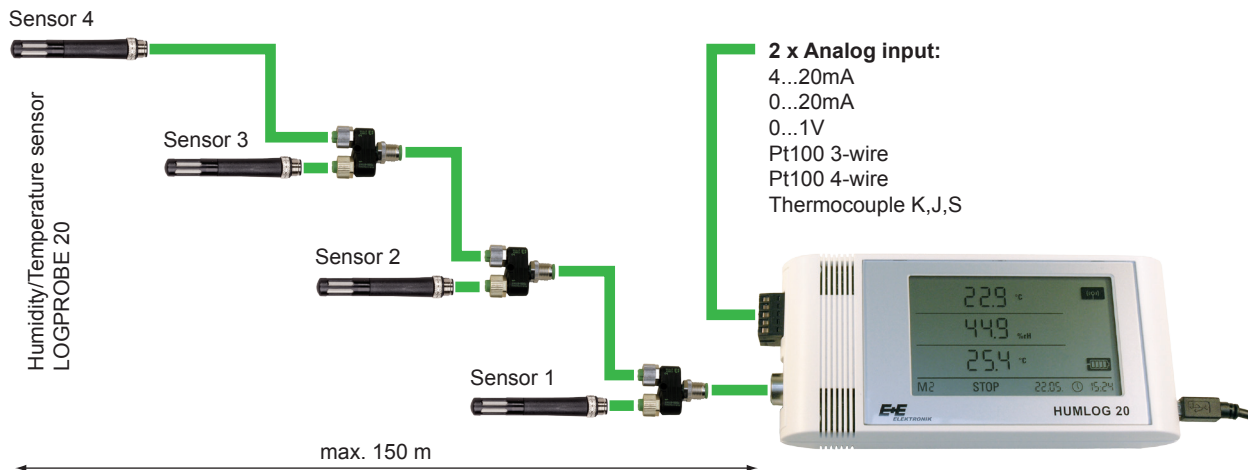 Sensor 4
2 x Analog input:
4...20mA
0...20mA
0...1V
Pt100 3-wire
Pt100 4-wire
Thermocouple K,J,S
Sensor 3
Humidity/Temperature sensor
LOGPROBE 20
Sensor 2
Sensor 1
22.9 °C
44.9 %rH
25.4 °C
M2 STOP 22.05. 15:24
E+E
ELEKTRONIK
HUMLOG 20
max. 150 m